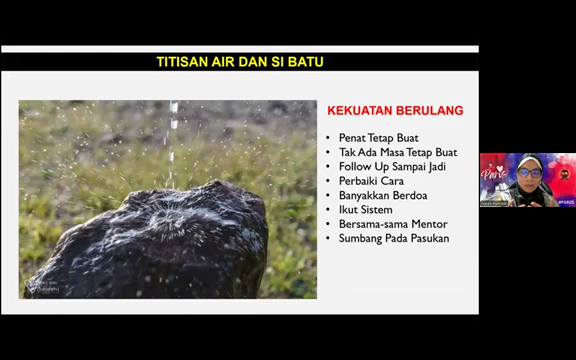 TITISAN AIR DAN SI BATU
KEKUATAN BERULANG
• Penat Tetap Buat
• Tak Ada Masa Tetap Buat
• Follow Up Sampai Jadi
• Perbaiki Cara
• Banyakkan Berdoa
• Ikut Sistem
• Bersama-sama Mentor
• Sumbang Pada Pasukan
Paris